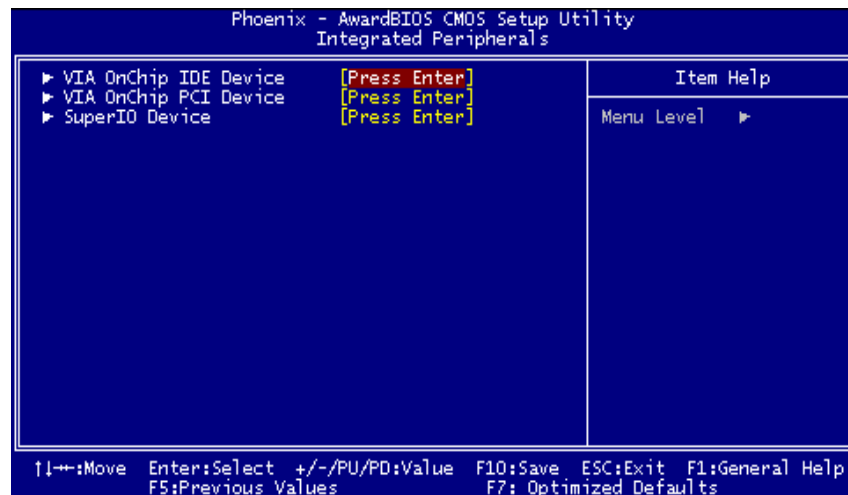 Phoenix - AwardBIOS CMOS Setup Utility
Integrated Peripherals
► VIA OnChip IDE Device [Press Enter]
► VIA OnChip PCI Device [Press Enter]
► SuperIO Device [Press Enter]
Item Help
Menu Level ►
↑↓→←:Move Enter:Select +/-/PU/PD:Value F10:Save ESC:Exit F1:General Help
F5:Previous Values F7: Optimized Defaults